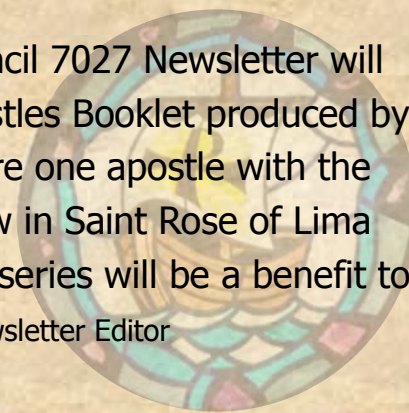 ncil 7027 Newsletter will
stles Booklet produced by
re one apostle with the
w in Saint Rose of Lima
series will be a benefit to
wsletter Editor